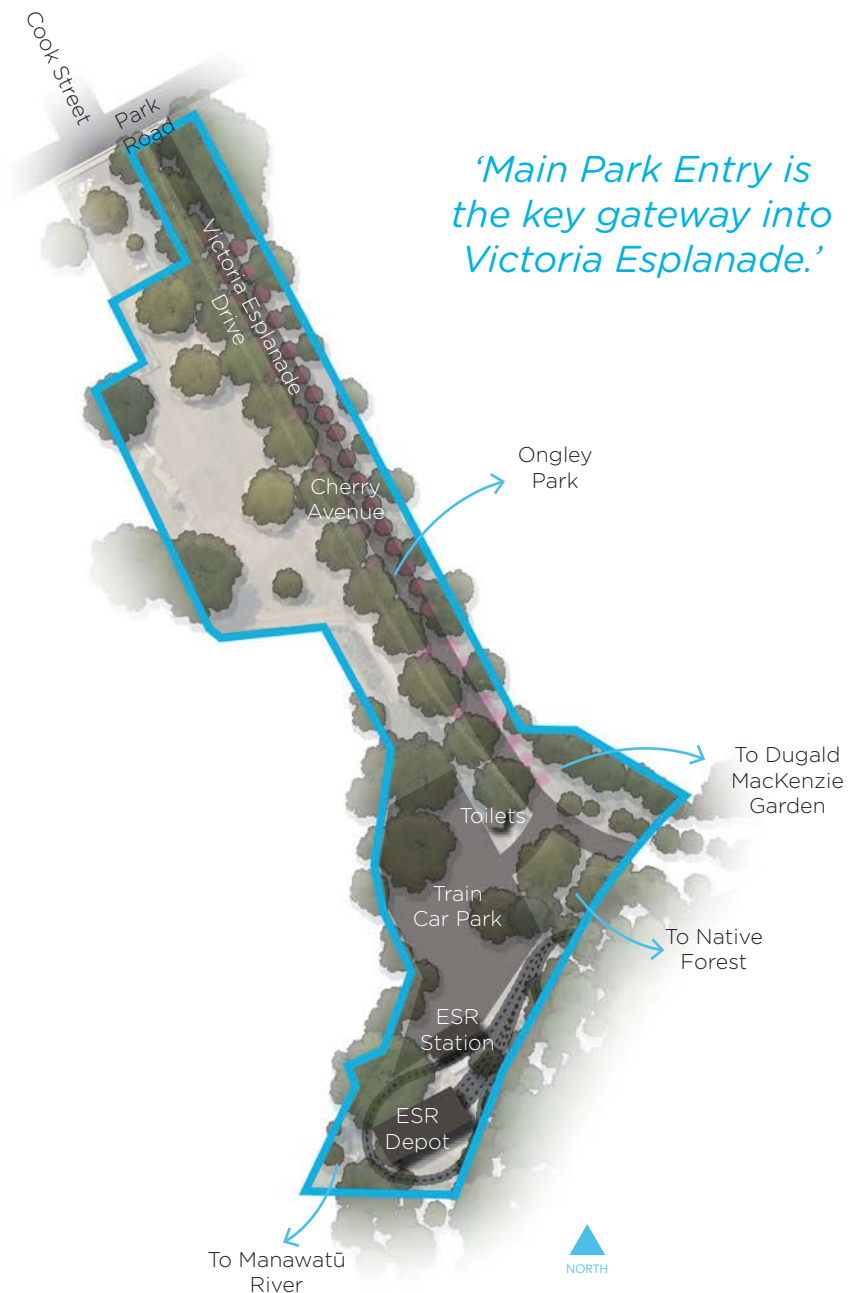 Cook Street
Park
Road
‘Main Park Entry is
the key gateway into
Victoria Esplanade.’
Victoria Esplanade
Drive
Ongley
Park
Cherry
Avenue
To Dugald
MacKenzie
Garden
Toilets
Train
Car Park
To Native
Forest
ESR
Station
ESR
Depot
To Manawatū
River
NORTH